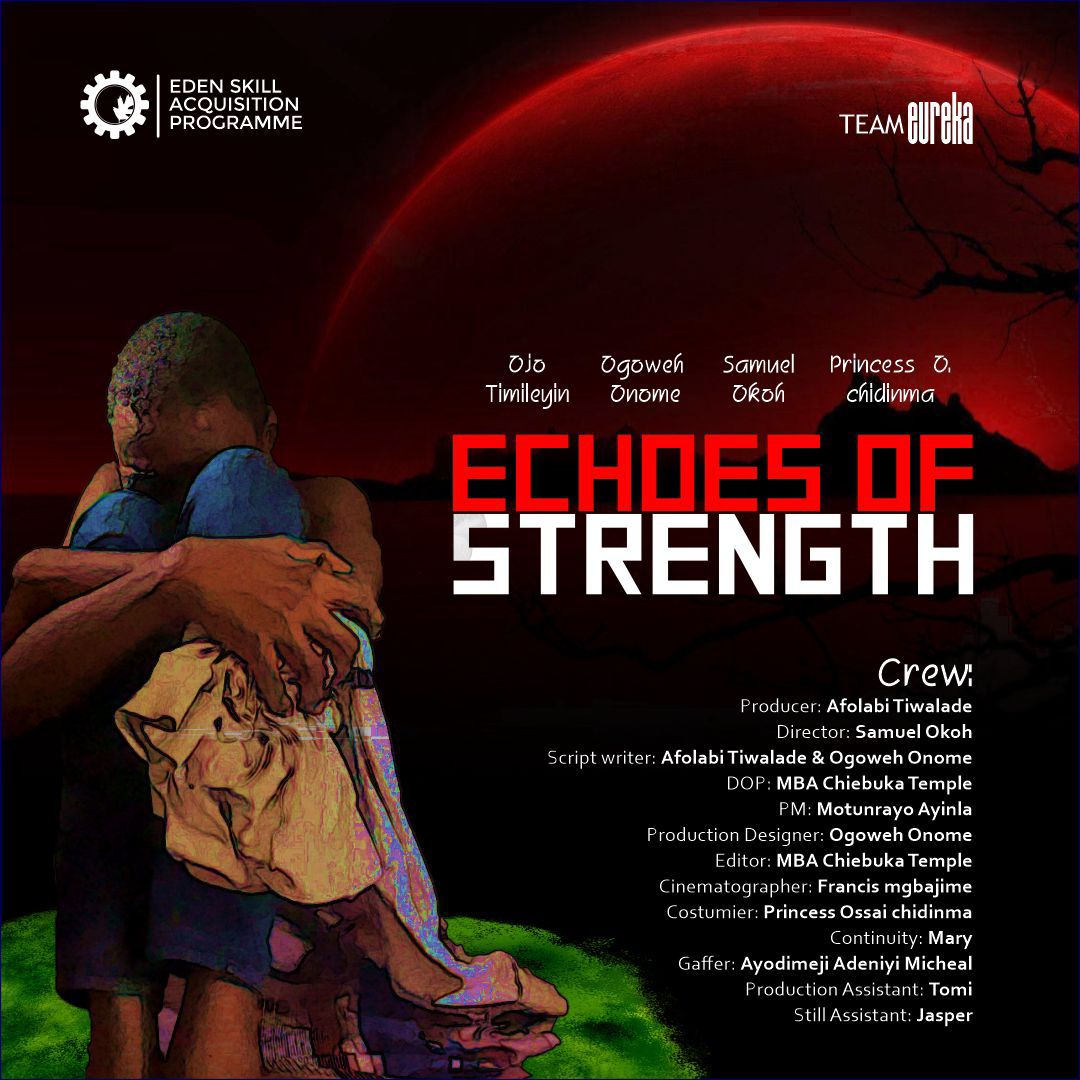 EDEN SKILL
ACQUISITION
PROGRAMME
TEAM eureka
Ojo Ogoweh Samuel Princess O.
Timileyin Onome Okoh chidinma
ECHOES OF
STRENGTH
Crew:
Producer: Afolabi Tiwalade
Director: Samuel Okoh
Script writer: Afolabi Tiwalade & Ogoweh Onome
DOP: MBA Chiebuka Temple
PM: Motunrayo Ayinla
Production Designer: Ogoweh Onome
Editor: MBA Chiebuka Temple
Cinematographer: Francis mgbajime
Costumier: Princess Ossai chidinma
Continuity: Mary
Gaffer: Ayodimeji Adeniyi Micheal
Production Assistant: Tomi
Still Assistant: Jasper